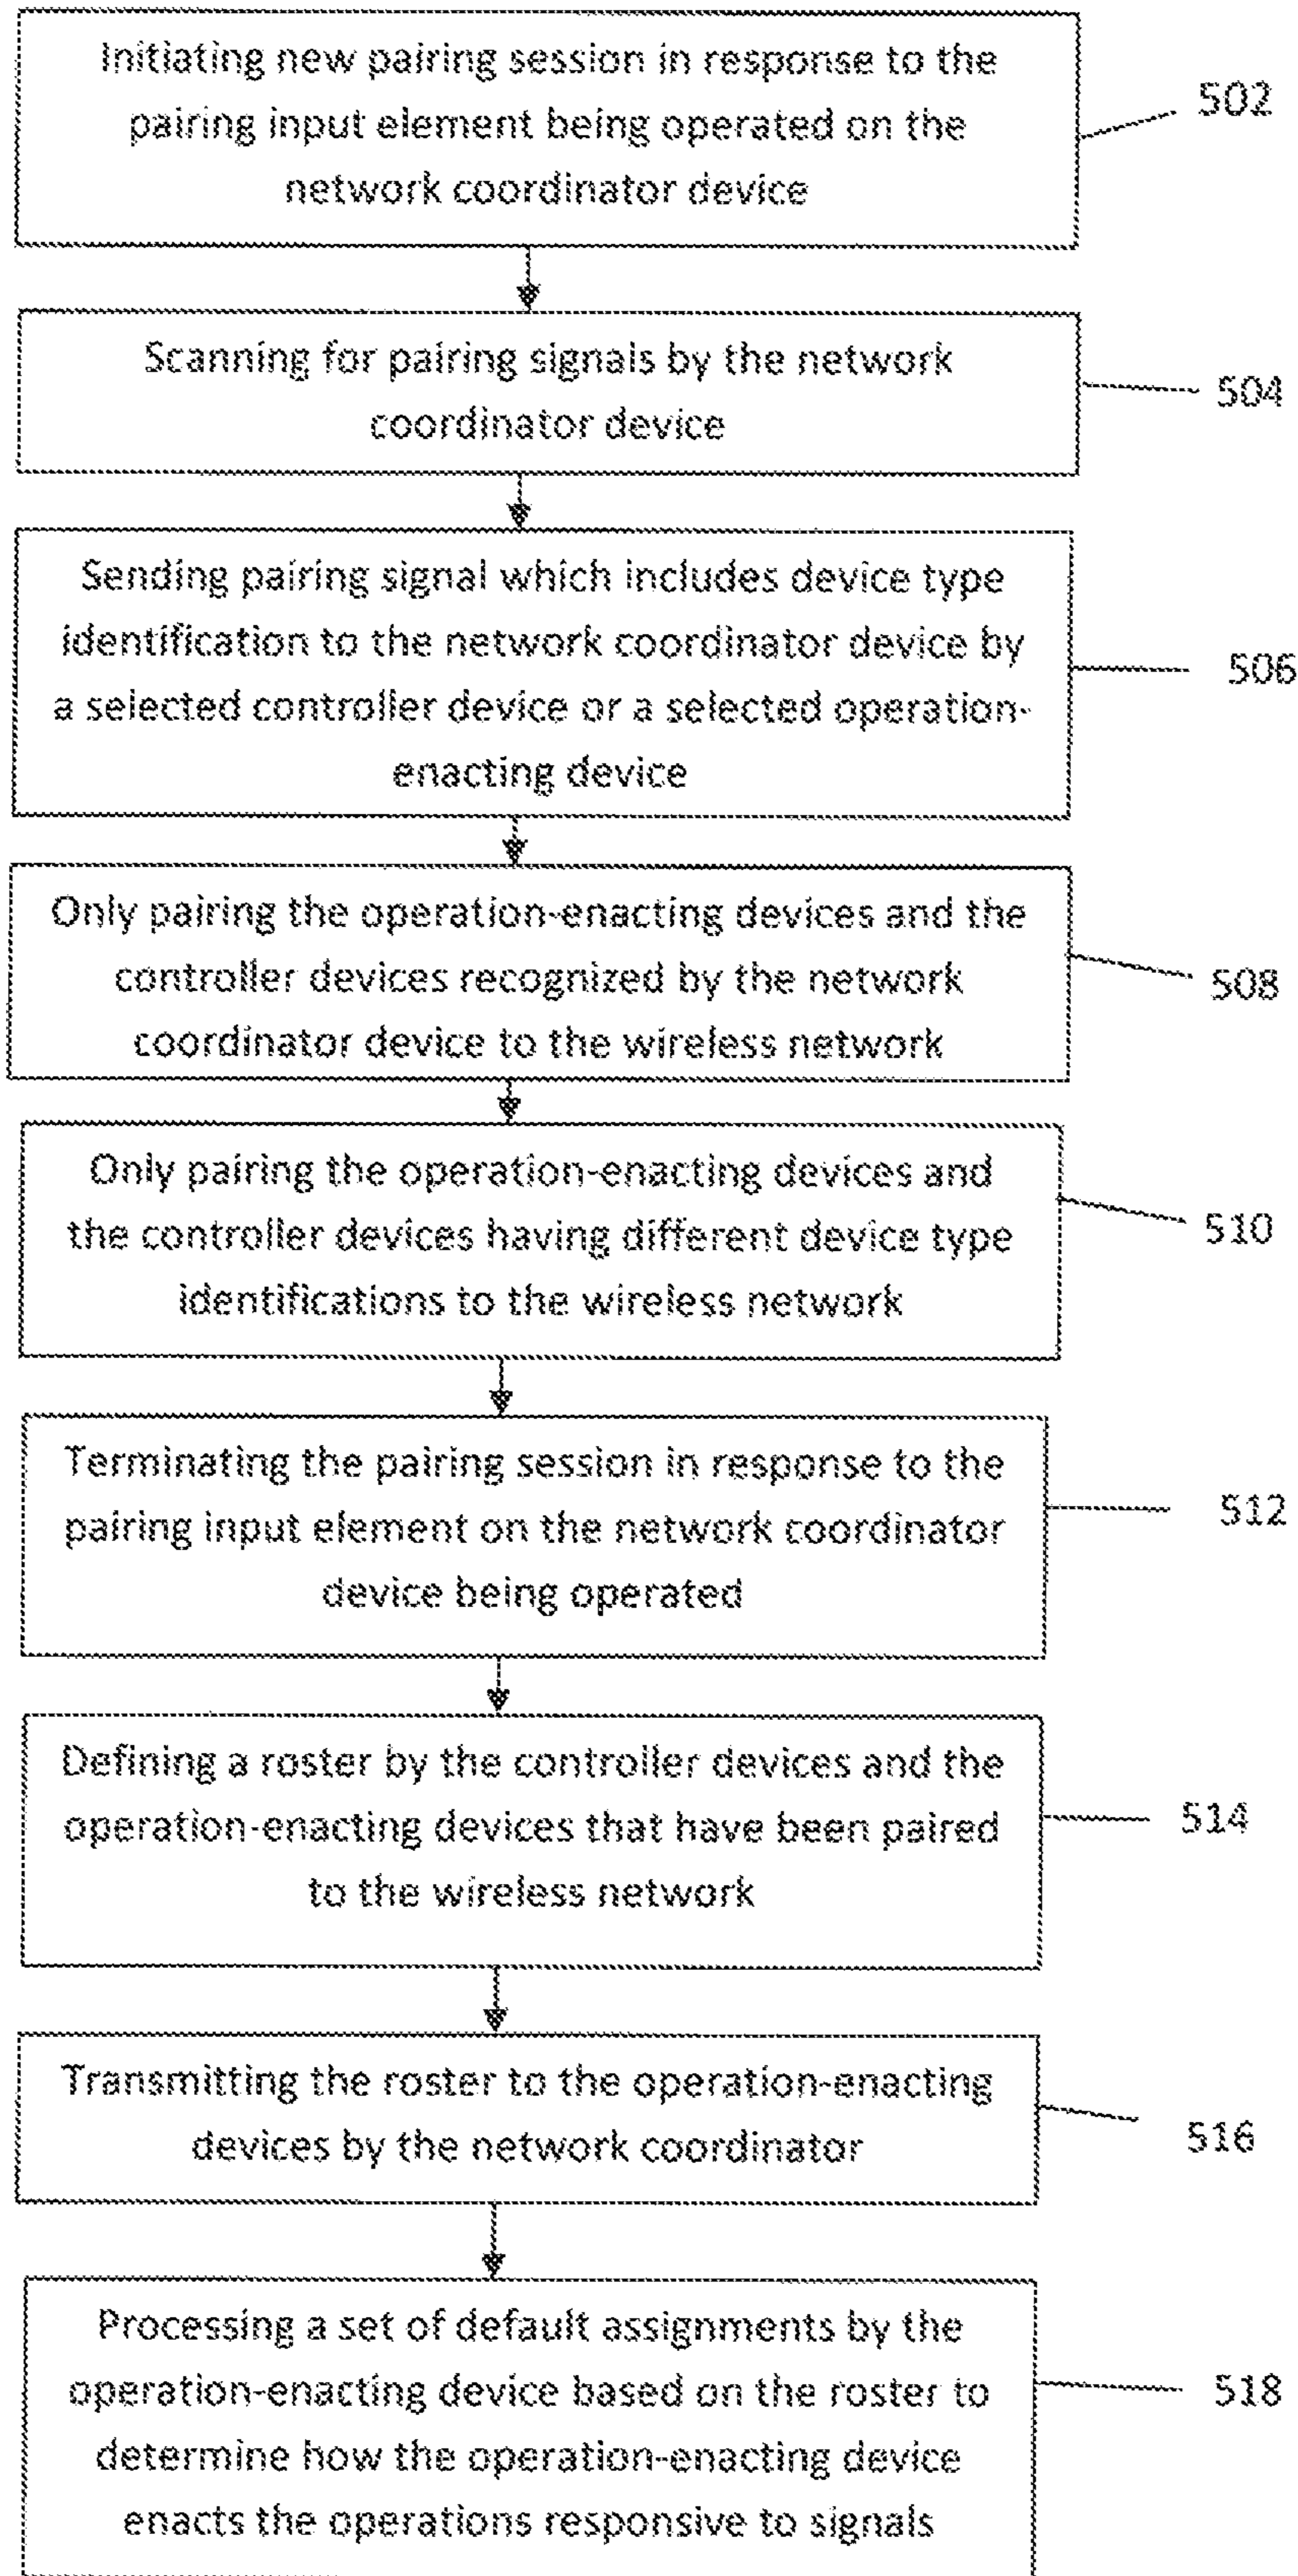 Initiating new pairing session in response to the
pairing input element being operated on the
network coordinator device
502
Scanning for pairing signals by the network
coordinator device
504
Sending pairing signal which includes device type
identification to the network coordinator device by
a selected controller device or a selected operation-
enacting device
506
Only pairing the operation-enacting devices and the
controller devices recognized by the network
coordinator device to the wireless network
508
Only pairing the operation-enacting devices and
the controller devices having different device type
identifications to the wireless network
510
Terminating the pairing session in response to the
pairing input element on the network coordinator
device being operated
512
Defining a roster by the controller devices and the
operation-enacting devices that have been paired
to the wireless network
514
Transmitting the roster to the operation-enacting
devices by the network coordinator
516
Processing a set of default assignments by the
operation-enacting device based on the roster to
determine how the operation-enacting device
enacts the operations responsive to signals
518